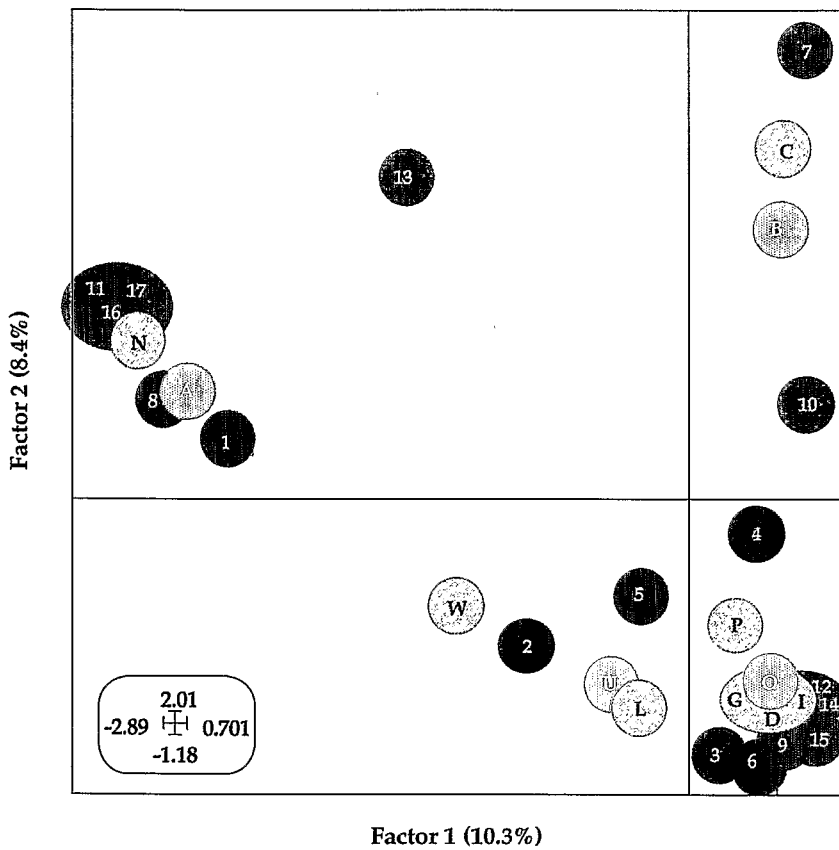 7
C
13
B
11 17
16
N
8 A
10
1
Factor 2 (8.4%)
4
5
W
P
2
U
O
12
G I 14
L
D
2.01
-2.89 0.701
-1.18
3 6 9 15
Factor 1 (10.3%)